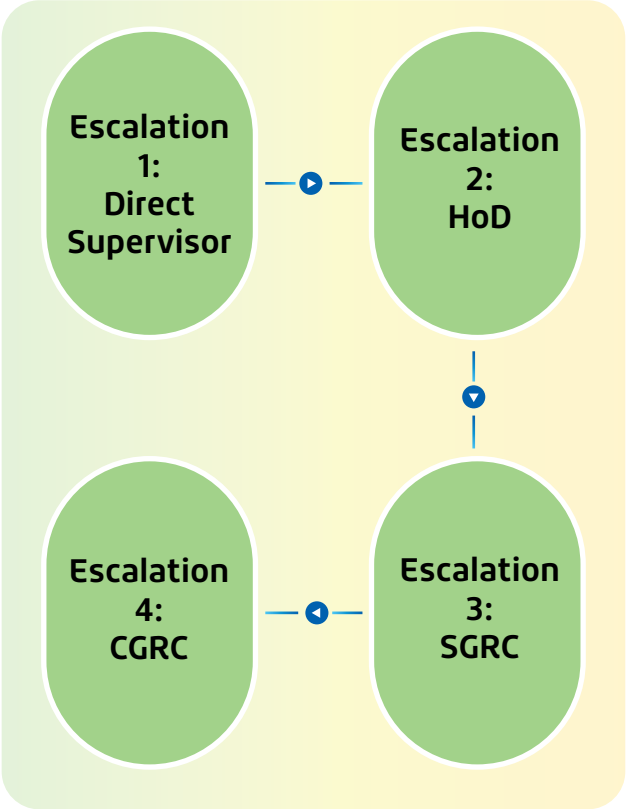 Escalation
1:
Direct
Supervisor
Escalation
2:
HoD
Escalation
3:
SGRC
Escalation
4:
CGRC